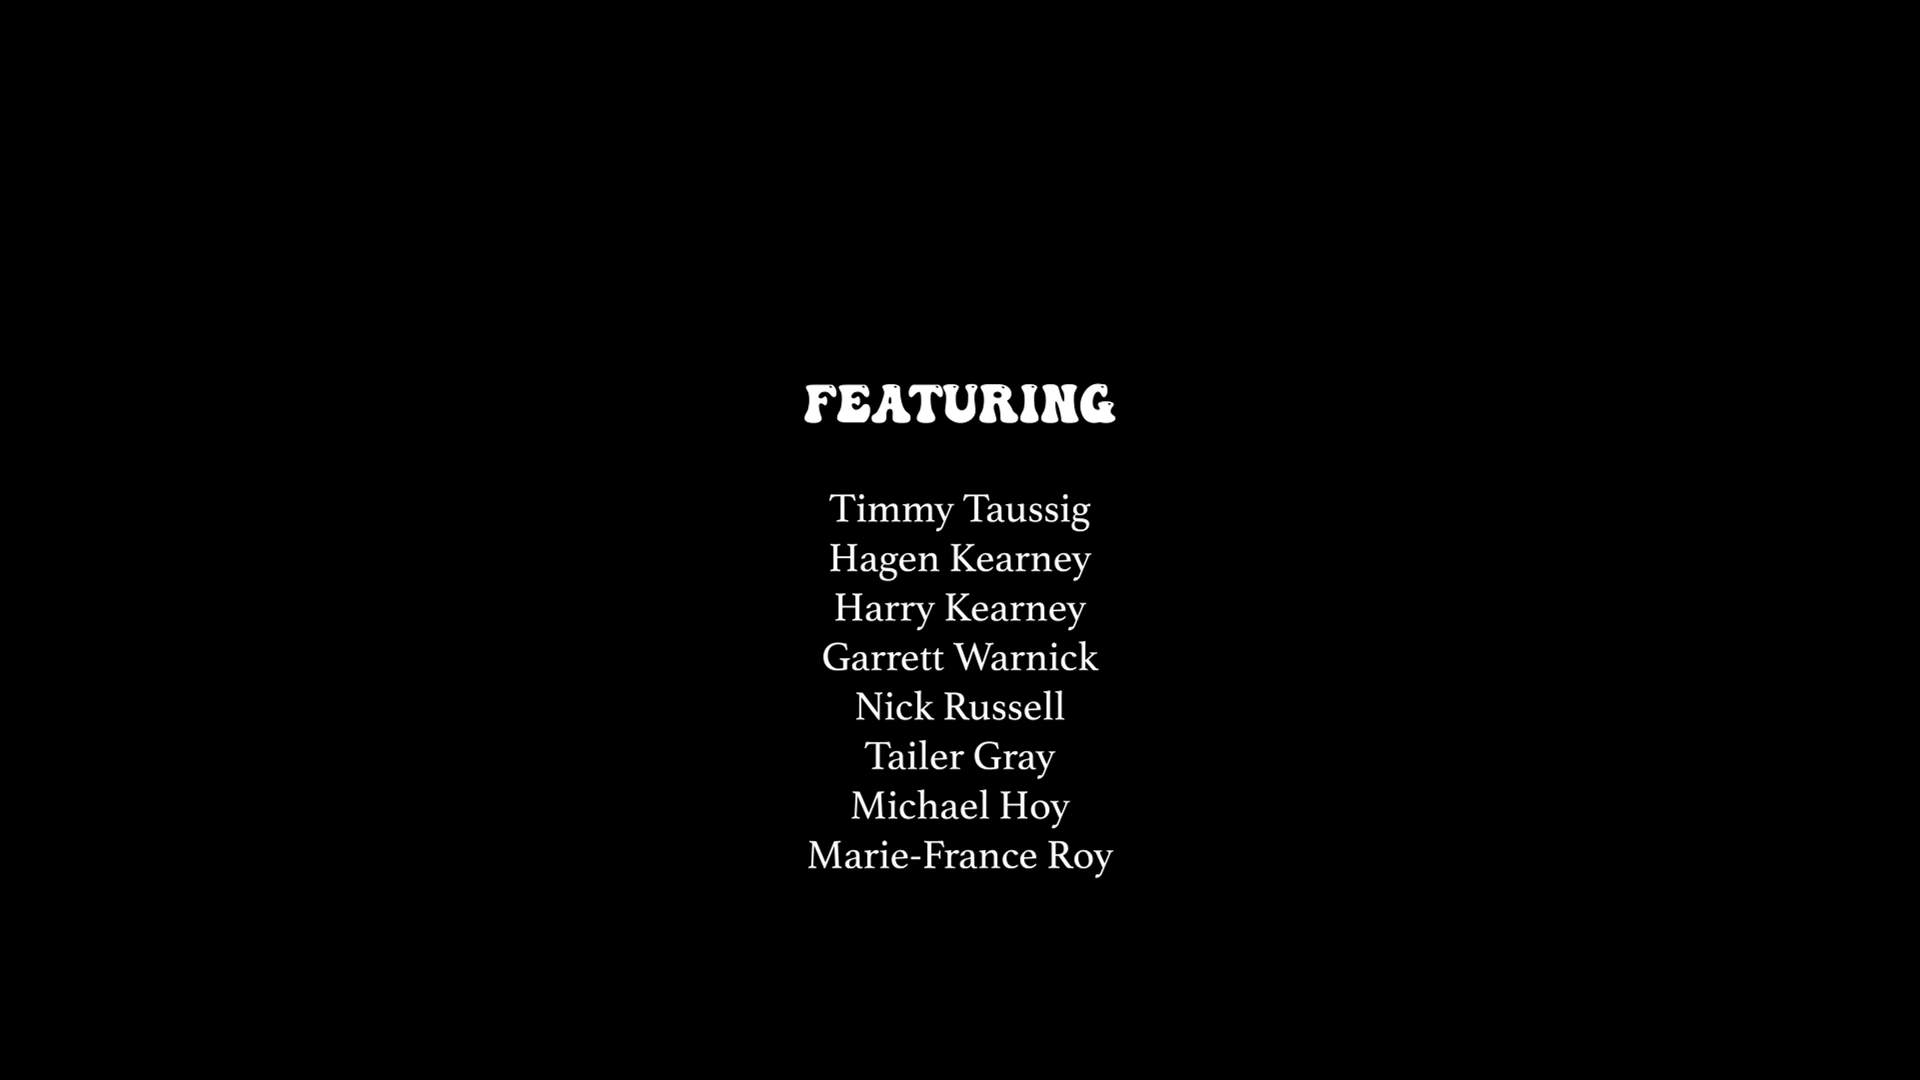 FEATURING
Timmy Taussig
Hagen Kearney
Harry Kearney
Garrett Warnick
Nick Russell
Tailer Gray
Michael Hoy
Marie-France Roy